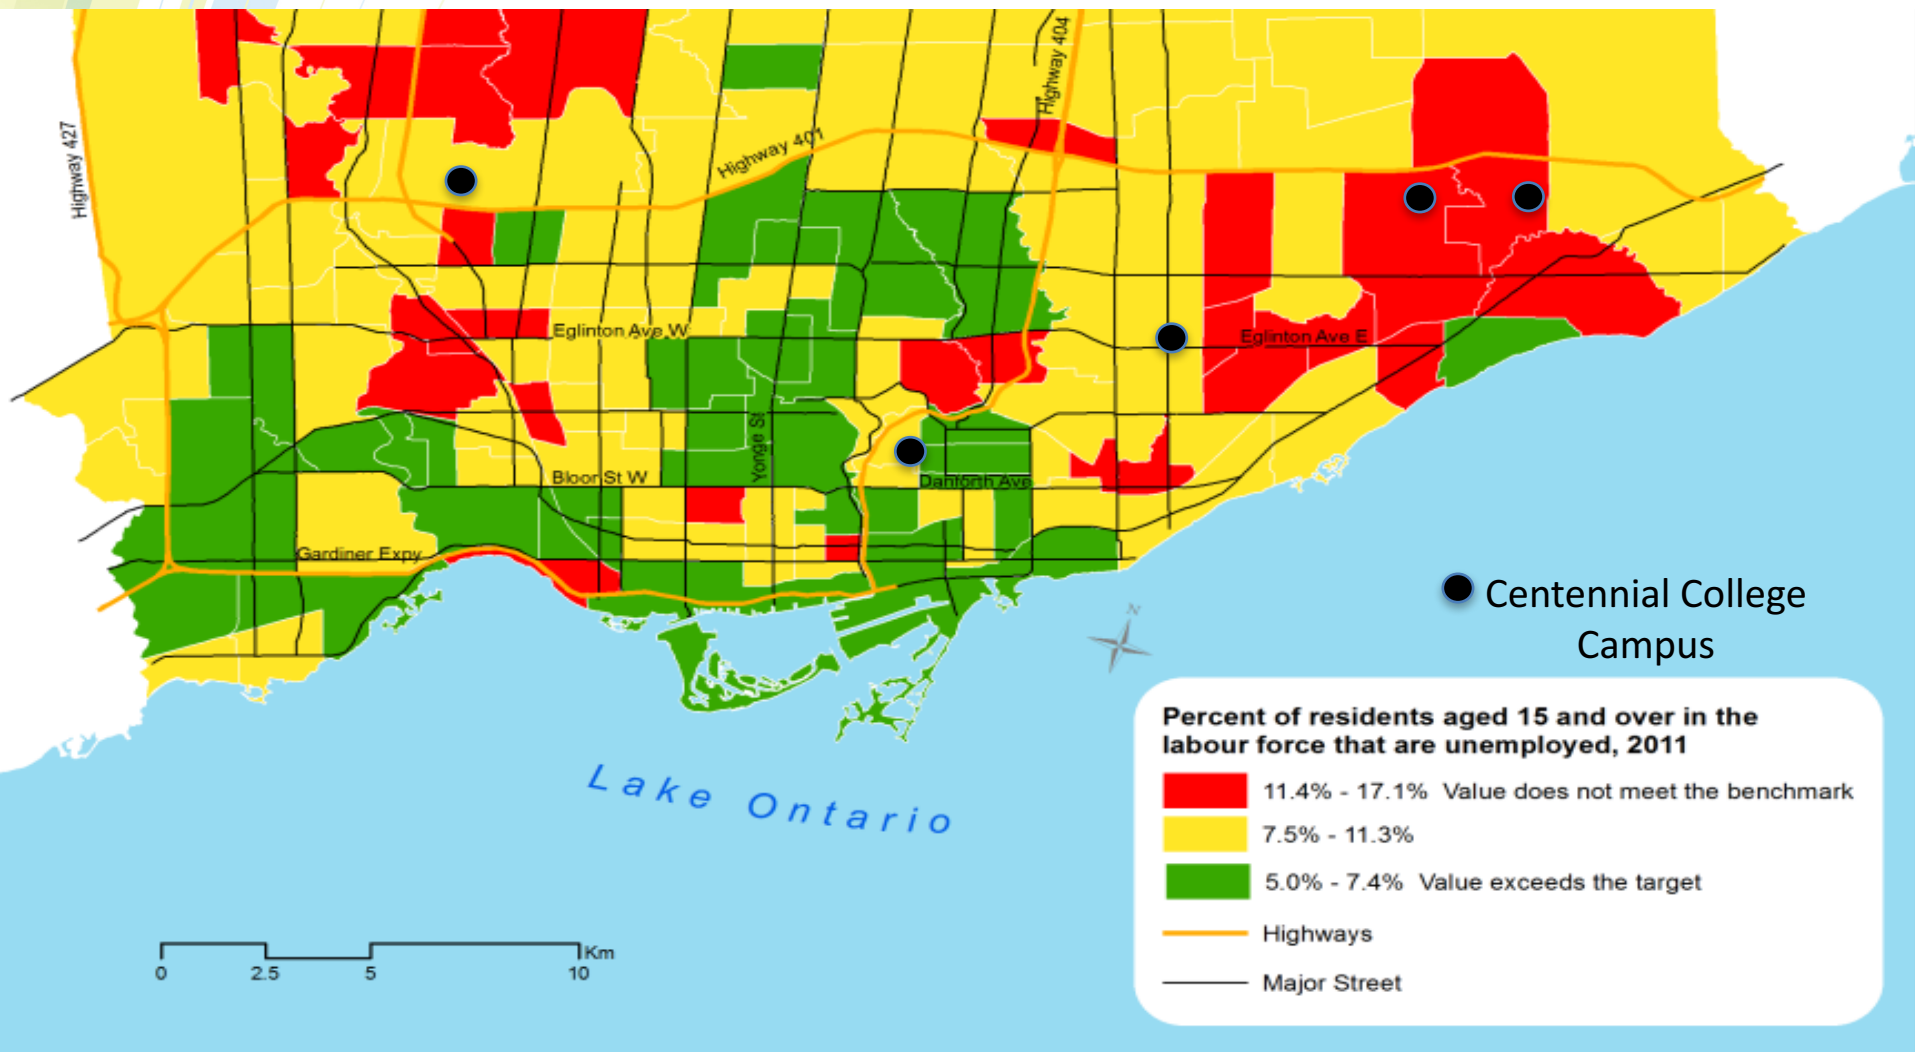 Highway 404
Highway 427
Highway 401
Eglinton Ave W
Eglinton Ave E
Yonge St
Bloor St W
Danforth Ave
Gardiner Expy
Centennial College
Campus
N
Lake Ontario
Percent of residents aged 15 and over in the
labour force that are unemployed, 2011
11.4% - 17.1% Value does not meet the benchmark
7.5% - 11.3%
5.0% - 7.4% Value exceeds the target
Highways
Major Street
Km
0 2.5 5 10